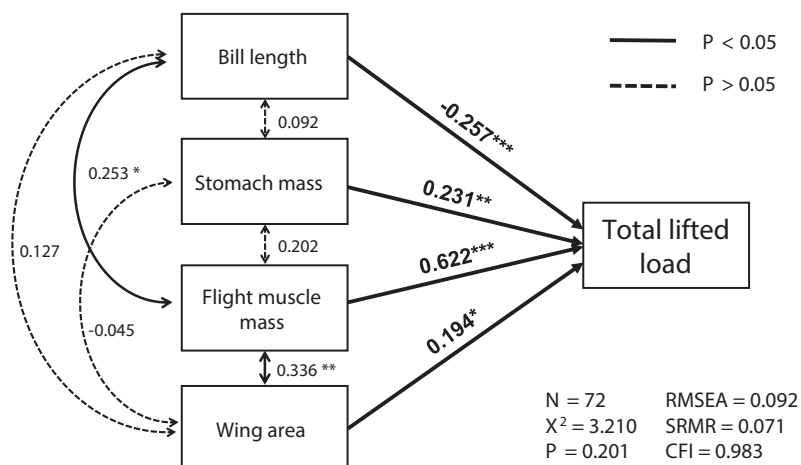 Bill length
P < 0.05
P > 0.05
0.092
-0.257***
0.253 *
Stomach mass
0.231**
Total lifted
load
0.127
0.202
0.622***
Flight muscle
mass
-0.045
0.194*
0.336 **
Wing area
N = 72
RMSEA = 0.092
X² = 3.210
SRMR = 0.071
P = 0.201
CFI = 0.983